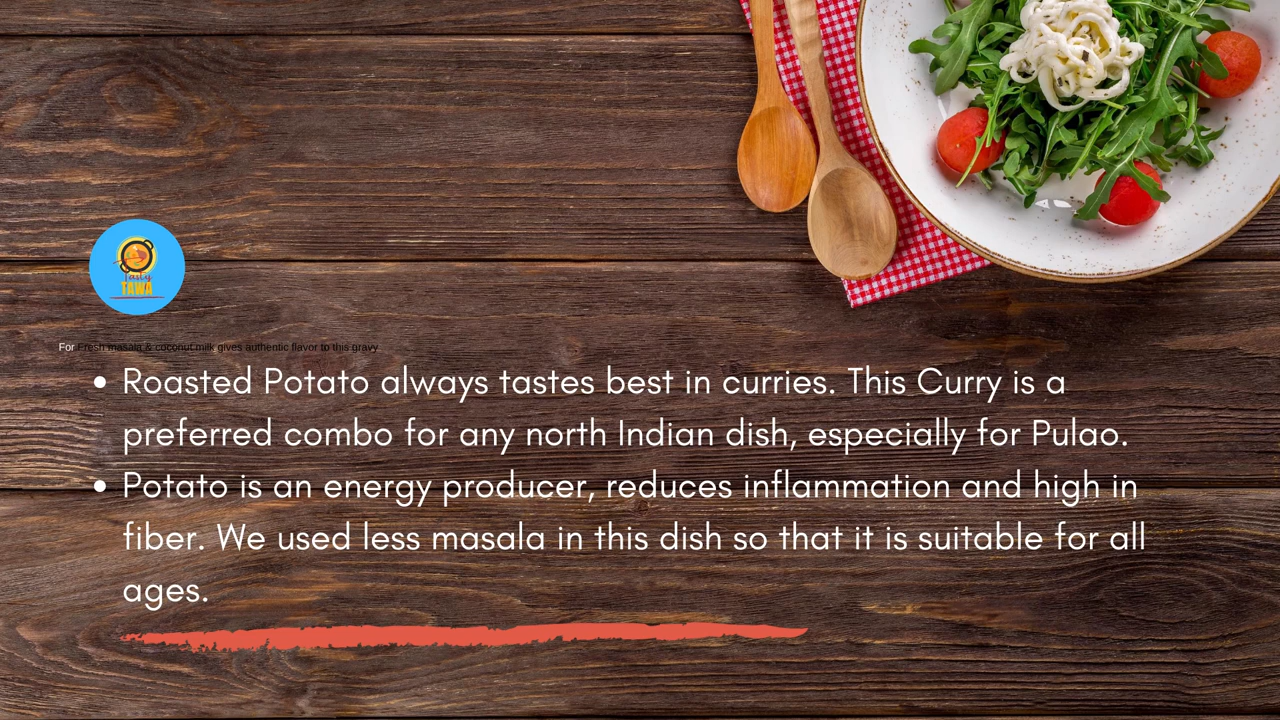 Tasty
TAWA
For Fresh masala & coconut milk gives authentic flavor to this gravy
• Roasted Potato always tastes best in curries. This Curry is a
preferred combo for any north Indian dish, especially for Pulao.
• Potato is an energy producer, reduces inflammation and high in
fiber. We used less masala in this dish so that it is suitable for all
ages.